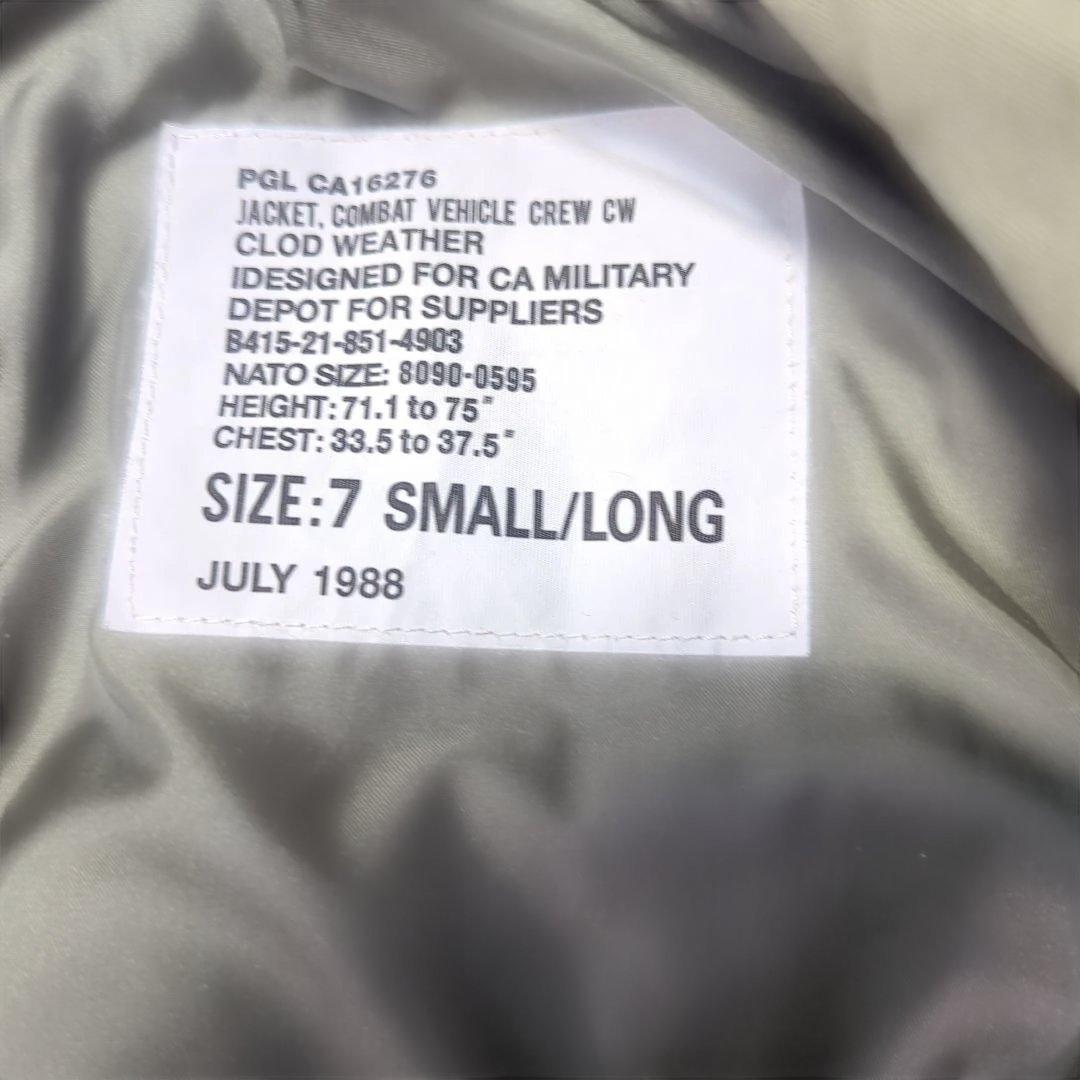 PGL CA16276
JACKET, COMBAT VEHICLE CREW CW
CLOD WEATHER
IDESIGNED FOR CA MILITARY
DEPOT FOR SUPPLIERS
B415-21-851-4903
NATO SIZE: 8090-0595
HEIGHT: 71.1 to 75"
CHEST: 33.5 to 37.5"
SIZE:7 SMALL/LONG
JULY 1988